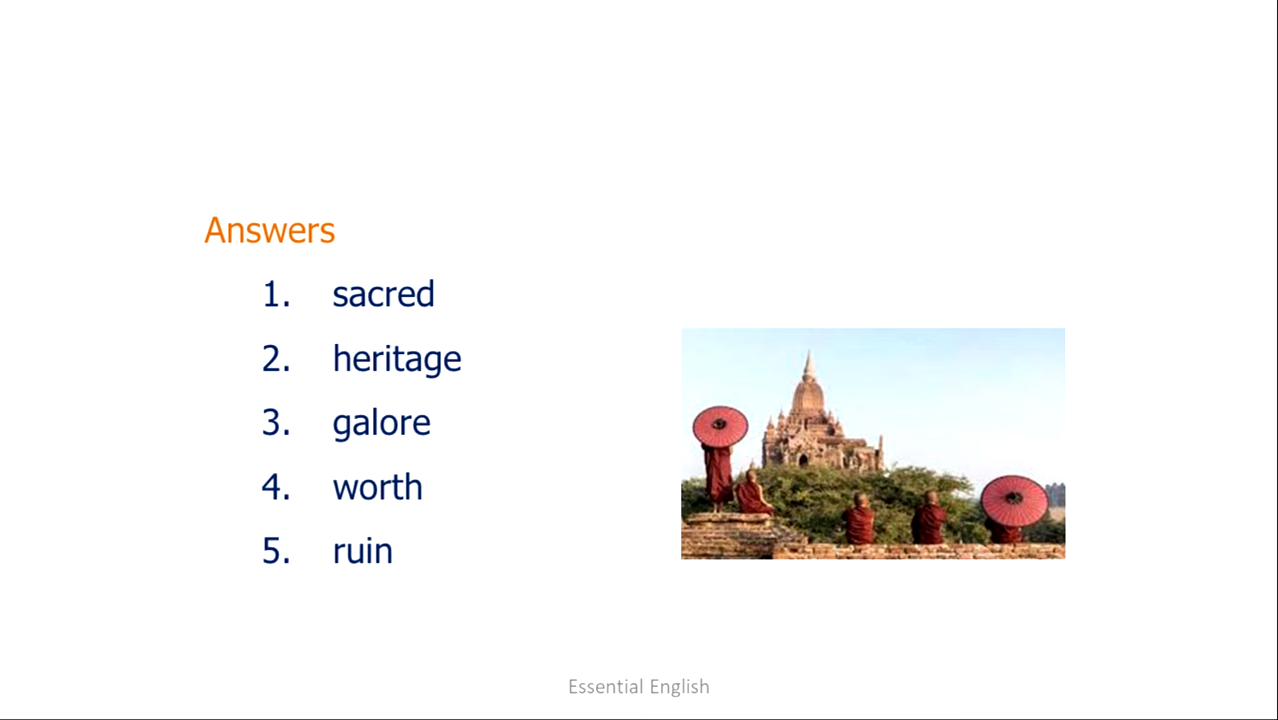 Answers
1. sacred
2. heritage
3. galore
4. worth
5. ruin
Essential English